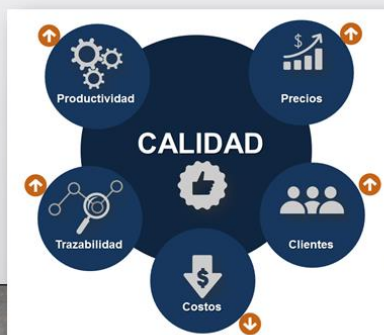 Productividad
Precios
CALIDAD
Trazabilidad
Clientes
Costos